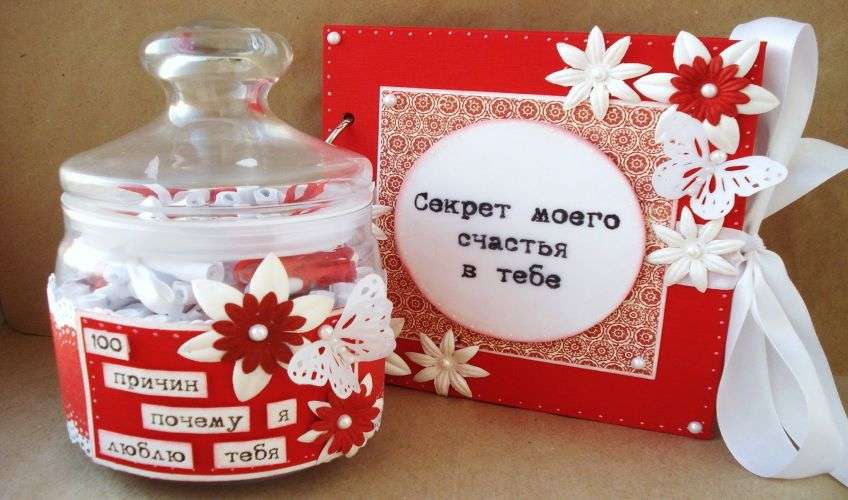 100
причин
почему я
люблю тебя
Секрет моего
счастья
в тебе